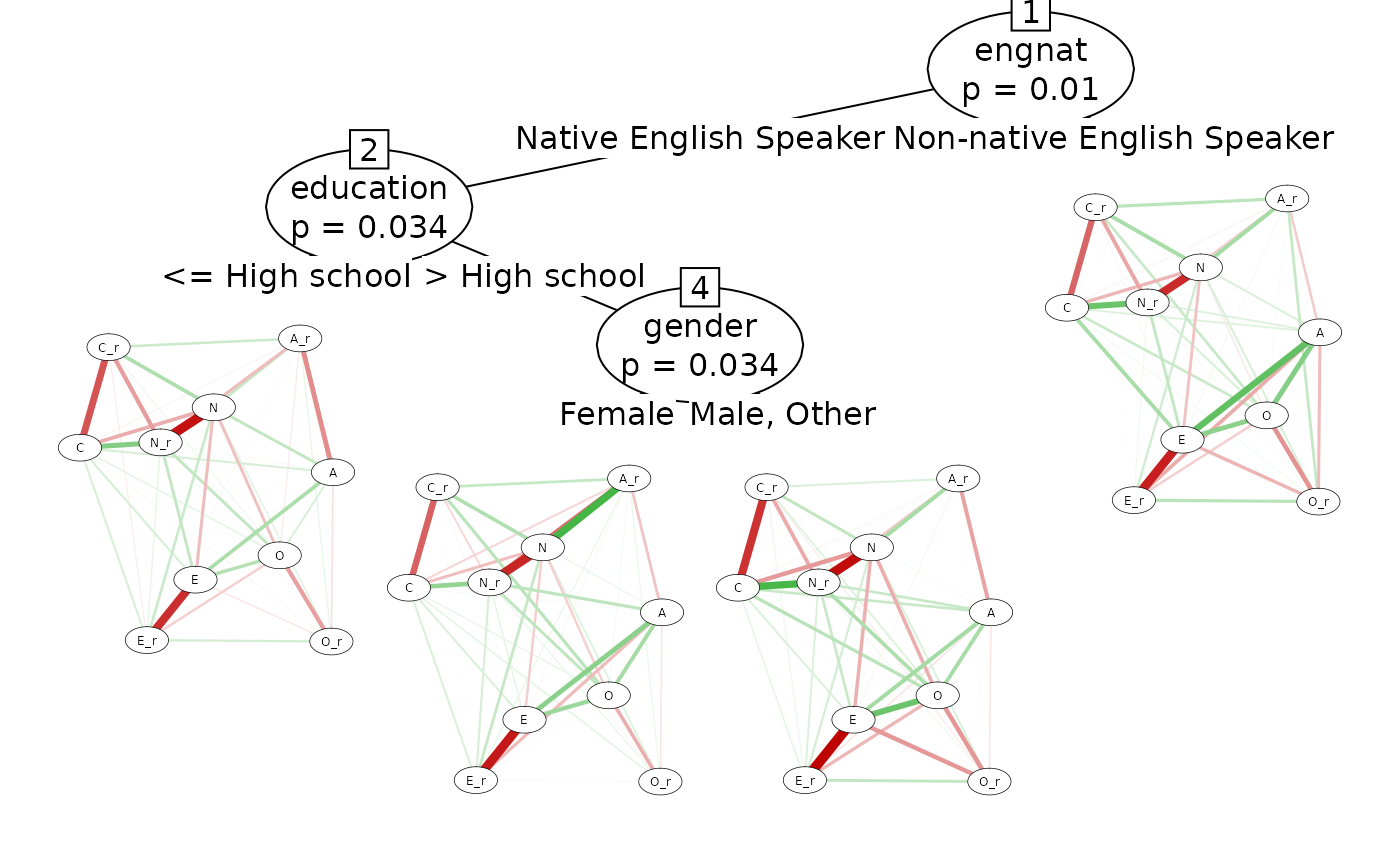 1
engnat
p = 0.01
Native English Speaker Non-native English Speaker
2
education
p = 0.034
<= High school > High school
4
gender
p = 0.034
Female Male, Other
C_r
A_r
N
C
N_r
A
O
E
E_r
O_r
C_r
A_r
N
C
N_r
A
O
E
E_r
O_r
C_r
A_r
N
C
N_r
A
O
E
E_r
O_r
C_r
A_r
N
C
N_r
A
O
E
E_r
O_r